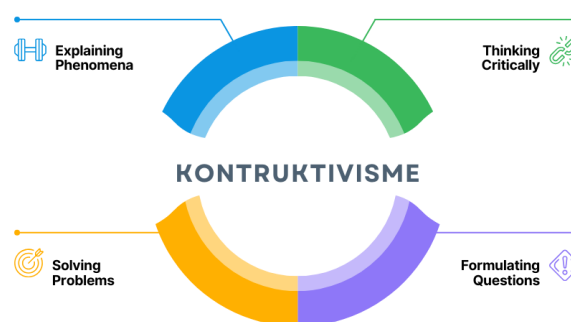 Explaining
Phenomena
Thinking
Critically
KONTRUKTIVISME
Solving
Problems
Formulating
Questions